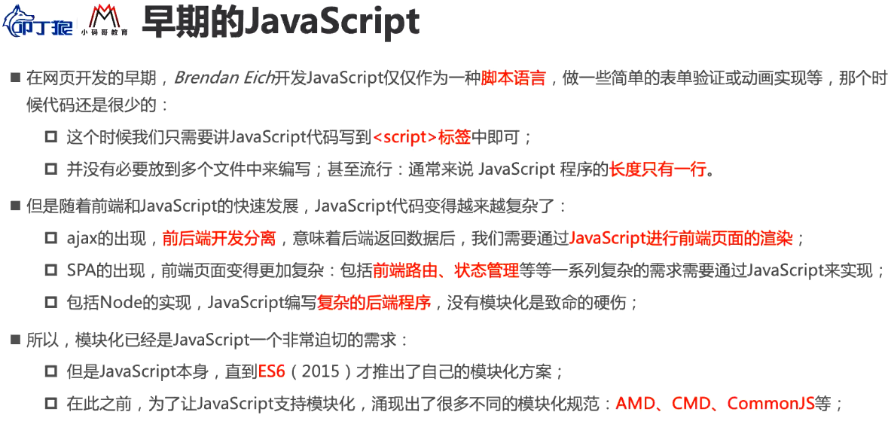 叩丁狼 小码哥教育 早期的JavaScript
在网页开发的早期，Brendan Eich开发JavaScript仅仅作为一种脚本语言，做一些简单的表单验证或动画实现等，那个时
候代码还是很少的：
这个时候我们只需要讲JavaScript代码写到<script>标签中即可；
并没有必要放到多个文件中来编写；甚至流行：通常来说 JavaScript 程序的长度只有一行。
但是随着前端和JavaScript的快速发展，JavaScript代码变得越来越复杂了：
ajax的出现，前后端开发分离，意味着后端返回数据后，我们需要通过JavaScript进行前端页面的渲染；
SPA的出现，前端页面变得更加复杂：包括前端路由、状态管理等等一系列复杂的需求需要通过JavaScript来实现；
包括Node的实现，JavaScript编写复杂的后端程序，没有模块化是致命的硬伤；
所以，模块化已经是JavaScript一个非常迫切的需求：
但是JavaScript本身，直到ES6（2015）才推出了自己的模块化方案；
在此之前，为了让JavaScript支持模块化，涌现出了很多不同的模块化规范：AMD、CMD、CommonJS等；